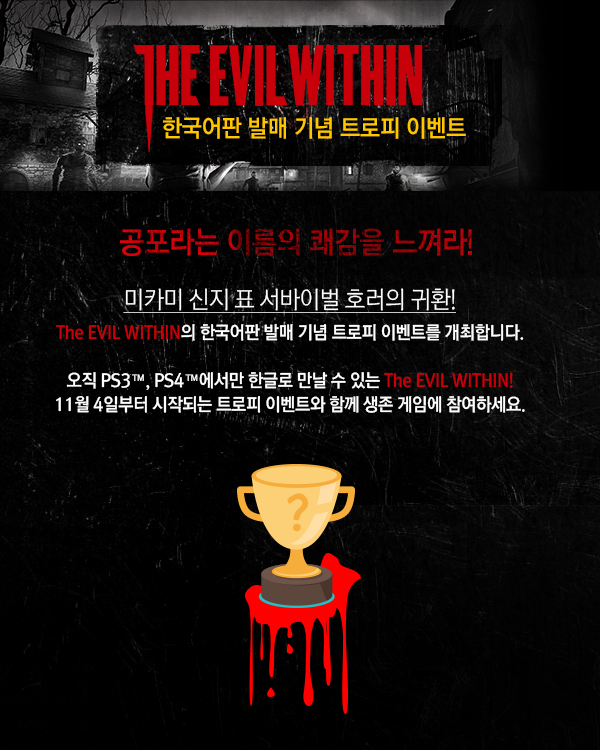 THE EVIL WITHIN
한국어판 발매 기념 트로피 이벤트
공포라는 이름의 쾌감을 느껴라!
미카미 신지 표 서바이벌 호러의 귀환!
The EVIL WITHIN의 한국어판 발매 기념 트로피 이벤트를 개최합니다.
오직 PS3™, PS4™에서만 한글로 만날 수 있는 The EVIL WITHIN!
11월 4일부터 시작되는 트로피 이벤트와 함께 생존 게임에 참여하세요.
?